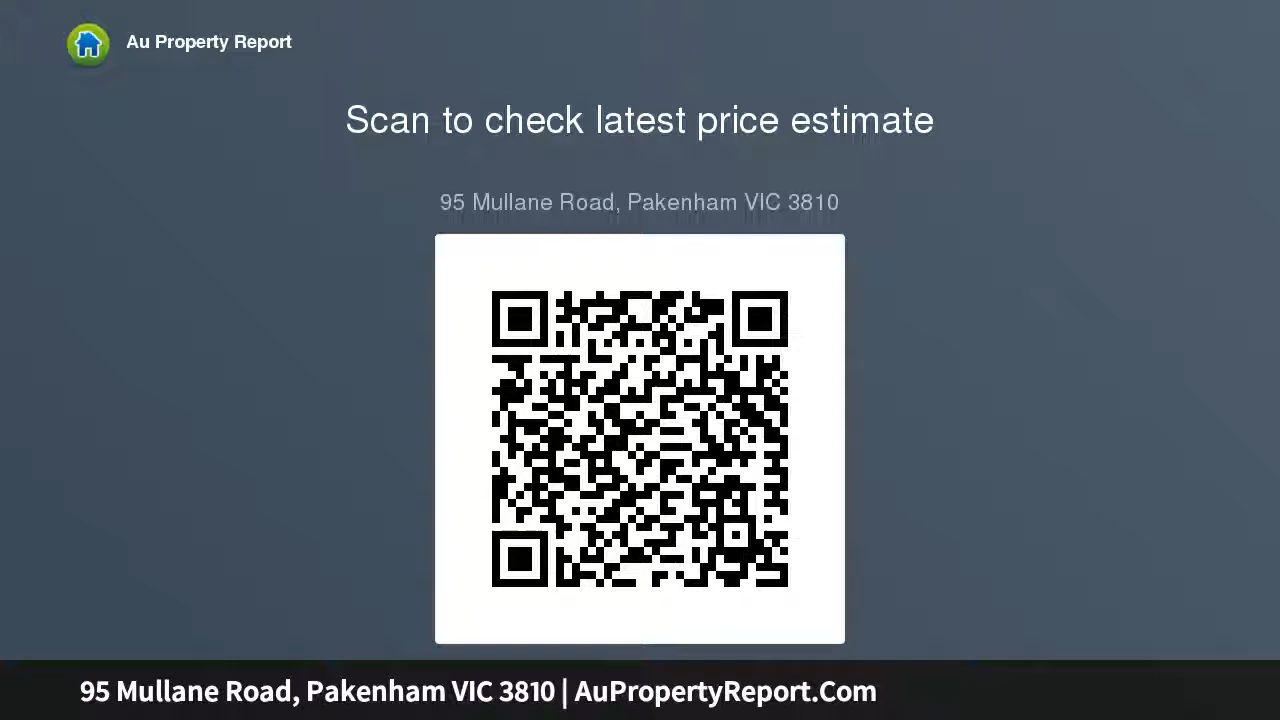 Au Property Report
Scan to check latest price estimate
95 Mullane Road, Pakenham VIC 3810
95 Mullane Road, Pakenham VIC 3810 | AuPropertyReport.Com